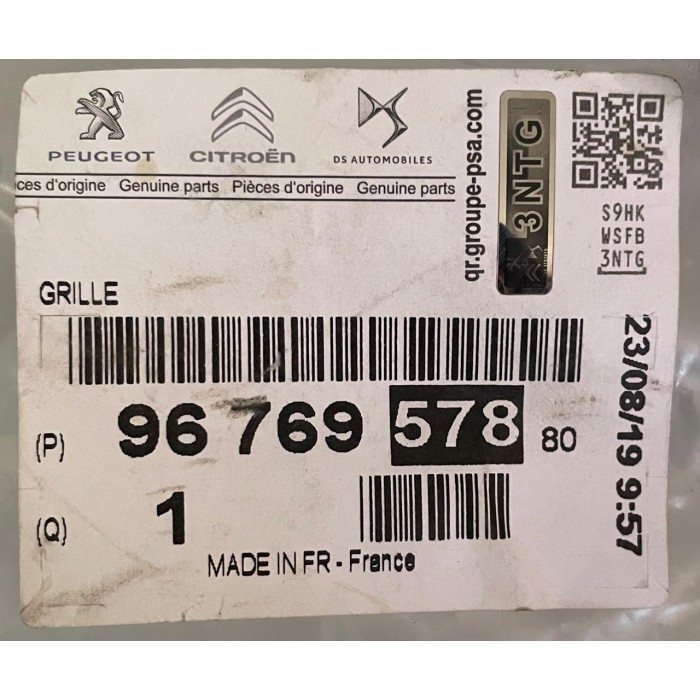 PEUGEOT CITROËN DS AUTOMOBILES
ces d'origine Genuine parts Pièces d'origine Genuine parts
qr.groupe-psa.com
3NTG
S9HK
WSFB
3NTG
GRILLE
23/08/19 9:57
(P) 96 769 578 80
(Q) 1
MADE IN FR - France